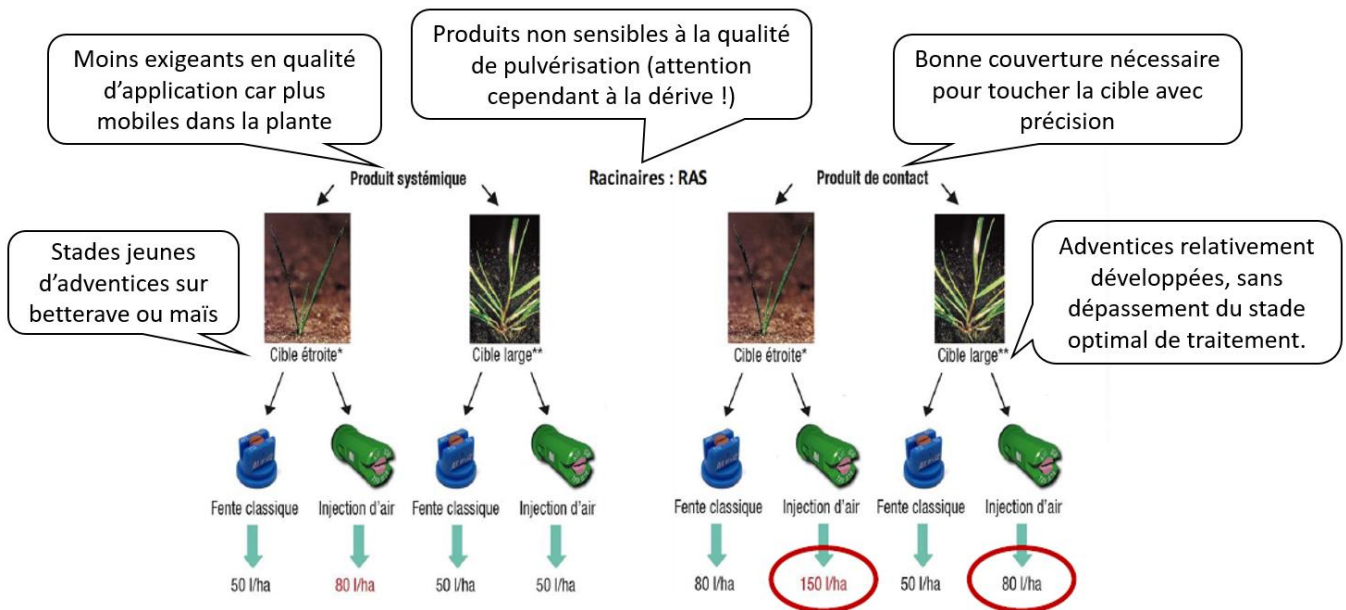 Moins exigeants en qualité
d’application car plus
mobiles dans la plante
Produits non sensibles à la qualité
de pulvérisation (attention
cependant à la dérive !)
Bonne couverture nécessaire
pour toucher la cible avec
précision
Produit systémique
Racinaires : RAS
Produit de contact
Stades jeunes
d’adventices sur
betterave ou maïs
Adventices relativement
développées, sans
dépassement du stade
optimal de traitement.
Cible étroite*
Cible large**
Cible étroite*
Cible large**
Fente classique
Injection d’air
Fente classique
Injection d’air
Fente classique
Injection d’air
Fente classique
Injection d’air
50 l/ha
80 l/ha
50 l/ha
50 l/ha
80 l/ha
150 l/ha
50 l/ha
80 l/ha